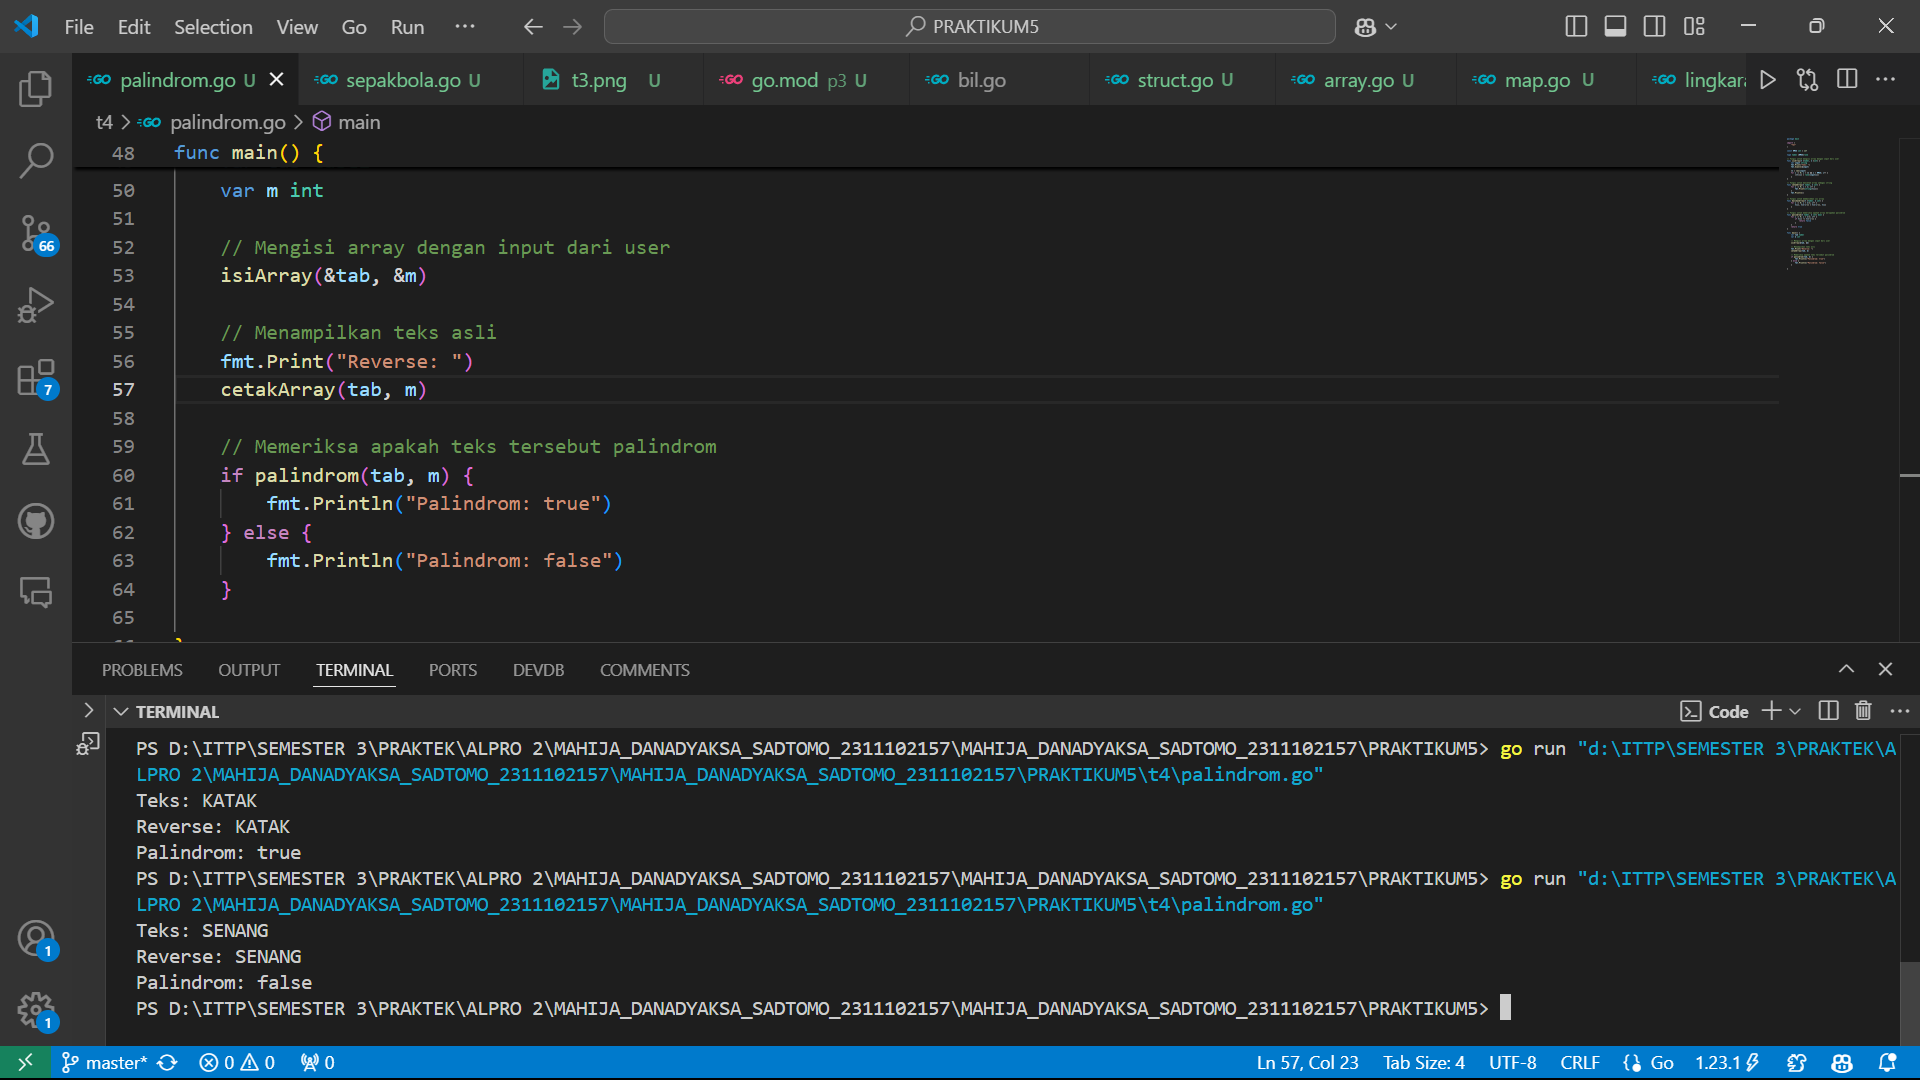 File Edit Selection View Go Run ··· PRAKTIKUM5
palindrom.go U sepakbola.go U t3.png U go.mod p3 U bil.go struct.go U array.go U map.go U lingkara
t4 > palindrom.go > main
48 func main() {
50 var m int
51
52 // Mengisi array dengan input dari user
53 isiArray(&tab, &m)
54
55 // Menampilkan teks asli
56 fmt.Print("Reverse: ")
57 cetakArray(tab, m)
58
59 // Memeriksa apakah teks tersebut palindrom
60 if palindrom(tab, m) {
61 fmt.Println("Palindrom: true")
62 } else {
63 fmt.Println("Palindrom: false")
64 }
65
66
7
1
1
PROBLEMS OUTPUT TERMINAL PORTS DEVDB COMMENTS
TERMINAL Code
PS D:\ITTP\SEMESTER 3\PRAKTEK\ALPRO 2\MAHIJA_DANADYAKSA_SADTOMO_2311102157\MAHIJA_DANADYAKSA_SADTOMO_2311102157\PRAKTIKUM5> go run "d:\ITTP\SEMESTER 3\PRAKTEK\A
LPRO 2\MAHIJA_DANADYAKSA_SADTOMO_2311102157\MAHIJA_DANADYAKSA_SADTOMO_2311102157\PRAKTIKUM5\t4\palindrom.go"
Teks: KATAK
Reverse: KATAK
Palindrom: true
PS D:\ITTP\SEMESTER 3\PRAKTEK\ALPRO 2\MAHIJA_DANADYAKSA_SADTOMO_2311102157\MAHIJA_DANADYAKSA_SADTOMO_2311102157\PRAKTIKUM5> go run "d:\ITTP\SEMESTER 3\PRAKTEK\A
LPRO 2\MAHIJA_DANADYAKSA_SADTOMO_2311102157\MAHIJA_DANADYAKSA_SADTOMO_2311102157\PRAKTIKUM5\t4\palindrom.go"
Teks: SENANG
Reverse: SENANG
Palindrom: false
PS D:\ITTP\SEMESTER 3\PRAKTEK\ALPRO 2\MAHIJA_DANADYAKSA_SADTOMO_2311102157\MAHIJA_DANADYAKSA_SADTOMO_2311102157\PRAKTIKUM5>
master* 0 0 0 Ln 57, Col 23 Tab Size: 4 UTF-8 CRLF {} Go 1.23.1